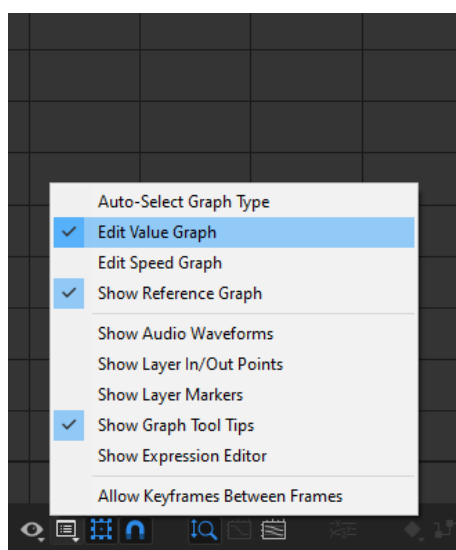 Auto-Select Graph Type
Edit Value Graph
Edit Speed Graph
Show Reference Graph
Show Audio Waveforms
Show Layer In/Out Points
Show Layer Markers
Show Graph Tool Tips
Show Expression Editor
Allow Keyframes Between Frames